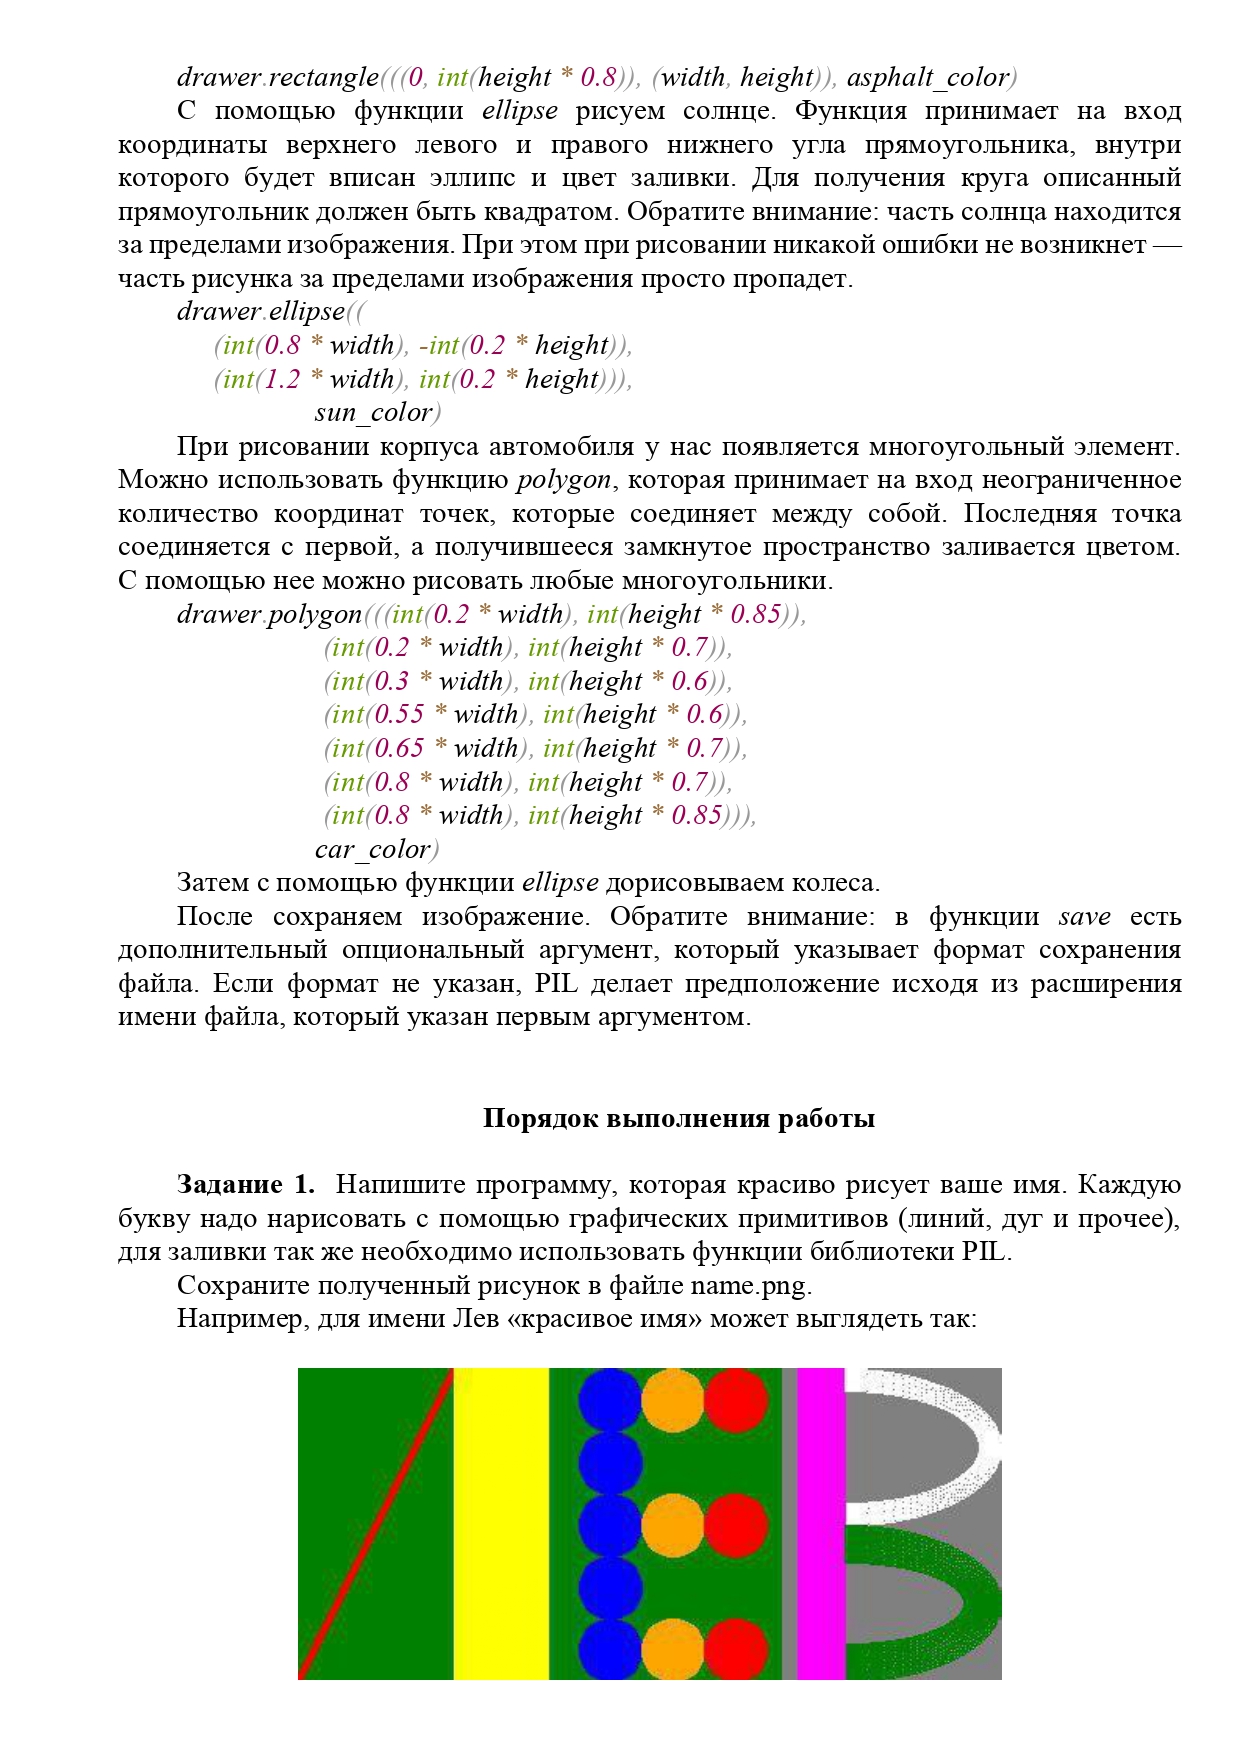 drawer.rectangle(((0, int(height * 0.8)), (width, height)), asphalt_color)
С помощью функции ellipse рисуем солнце. Функция принимает на вход
координаты верхнего левого и правого нижнего угла прямоугольника, внутри
которого будет вписан эллипс и цвет заливки. Для получения круга описанный
прямоугольник должен быть квадратом. Обратите внимание: часть солнца находится
за пределами изображения. При этом при рисовании никакой ошибки не возникнет —
часть рисунка за пределами изображения просто пропадет.
drawer.ellipse((
(int(0.8 * width), -int(0.2 * height)),
(int(1.2 * width), int(0.2 * height))),
sun_color)
При рисовании корпуса автомобиля у нас появляется многоугольный элемент.
Можно использовать функцию polygon, которая принимает на вход неограниченное
количество координат точек, которые соединяет между собой. Последняя точка
соединяется с первой, а получившееся замкнутое пространство заливается цветом.
С помощью нее можно рисовать любые многоугольники.
drawer.polygon(((int(0.2 * width), int(height * 0.85)),
(int(0.2 * width), int(height * 0.7)),
(int(0.3 * width), int(height * 0.6)),
(int(0.55 * width), int(height * 0.6)),
(int(0.65 * width), int(height * 0.7)),
(int(0.8 * width), int(height * 0.7)),
(int(0.8 * width), int(height * 0.85))),
car_color)
Затем с помощью функции ellipse дорисовываем колеса.
После сохраняем изображение. Обратите внимание: в функции save есть
дополнительный опциональный аргумент, который указывает формат сохранения
файла. Если формат не указан, PIL делает предположение исходя из расширения
имени файла, который указан первым аргументом.
Порядок выполнения работы
Задание 1. Напишите программу, которая красиво рисует ваше имя. Каждую
букву надо нарисовать с помощью графических примитивов (линий, дуг и прочее),
для заливки так же необходимо использовать функции библиотеки PIL.
Сохраните полученный рисунок в файле name.png.
Например, для имени Лев «красивое имя» может выглядеть так: